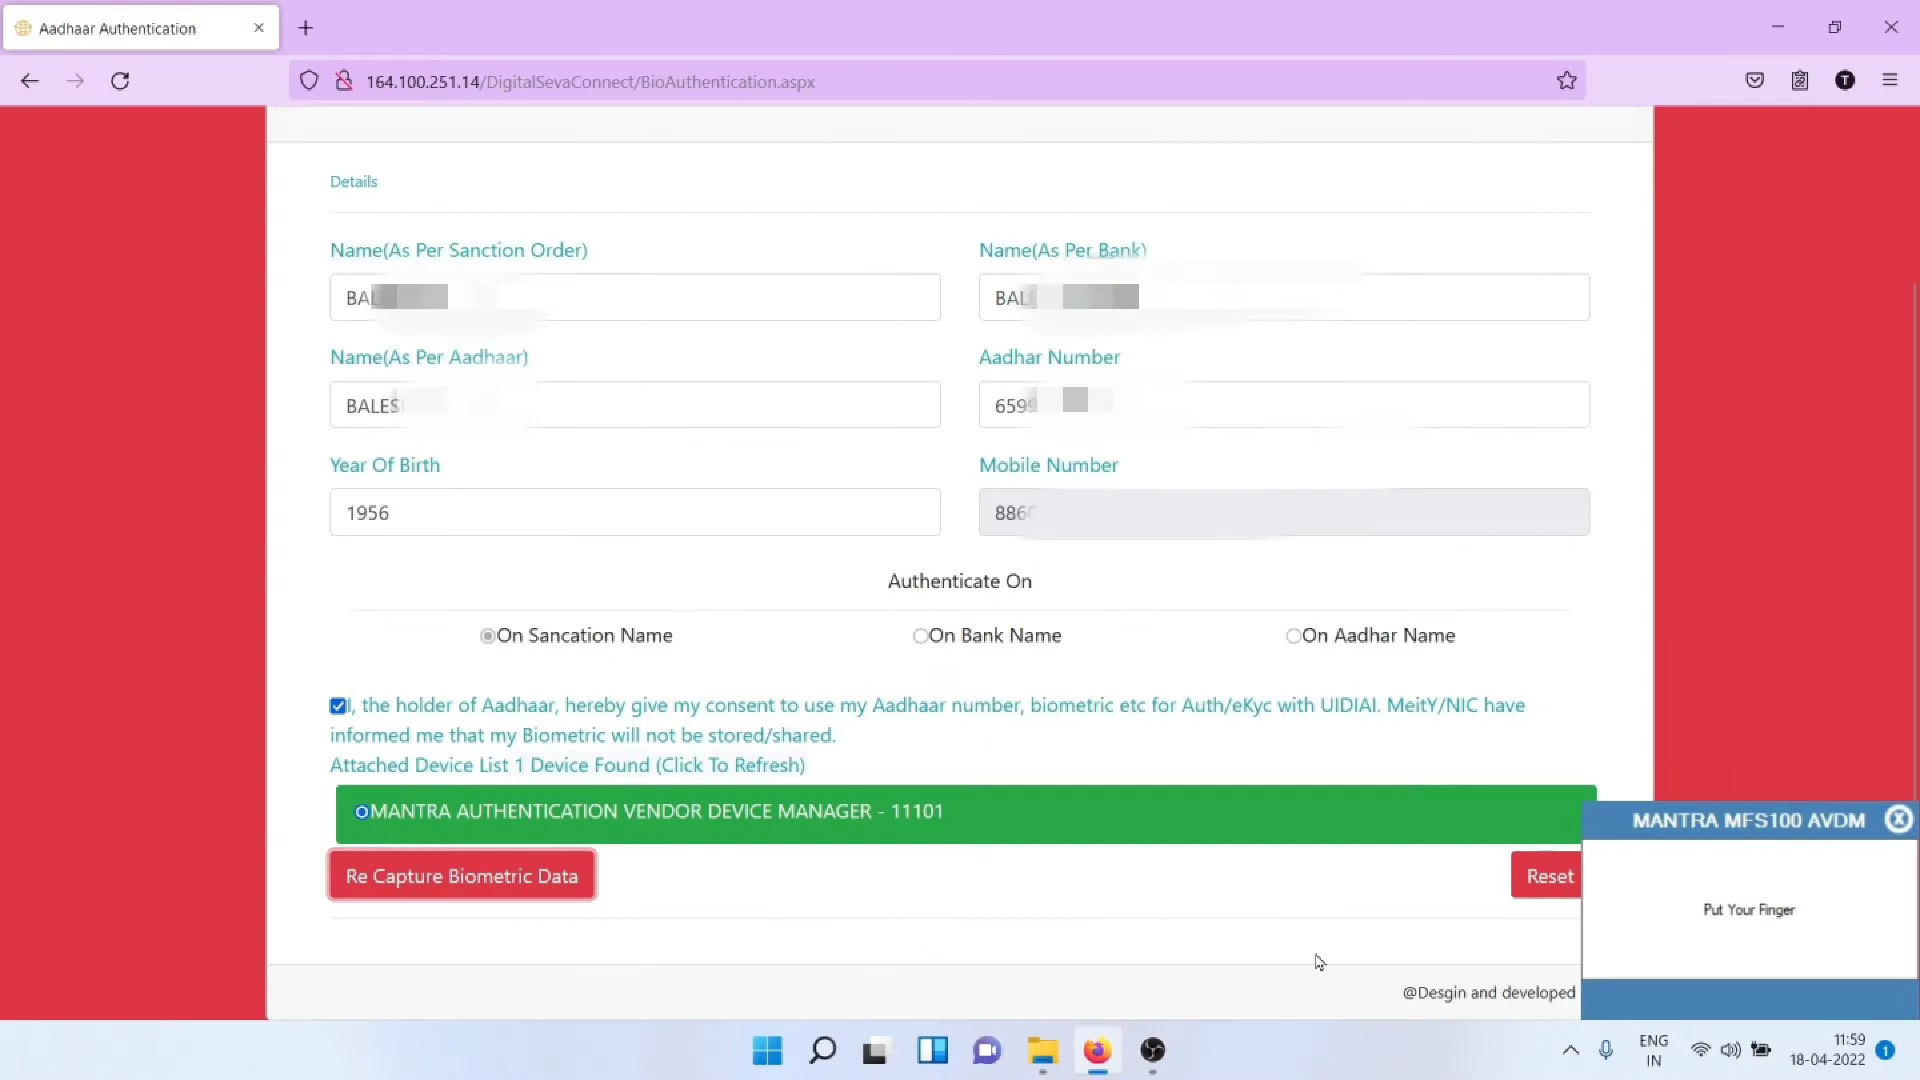 Aadhaar Authentication
164.100.251.14/DigitalSevaConnect/BioAuthentication.aspx
Details
Name(As Per Sanction Order)
Name(As Per Bank)
BAL
BAL
Name(As Per Aadhaar)
Aadhar Number
BALES
6599
Year Of Birth
Mobile Number
1956
886
Authenticate On
On Sancation Name
On Bank Name
On Aadhar Name
I, the holder of Aadhaar, hereby give my consent to use my Aadhaar number, biometric etc for Auth/eKyc with UIDIAI. MeitY/NIC have
informed me that my Biometric will not be stored/shared.
Attached Device List 1 Device Found (Click To Refresh)
MANTRA AUTHENTICATION VENDOR DEVICE MANAGER - 11101
MANTRA MFS100 AVDM
Re Capture Biometric Data
Reset
Put Your Finger
@Desgin and developed
T
ENG
IN
11:59
18-04-2022
1